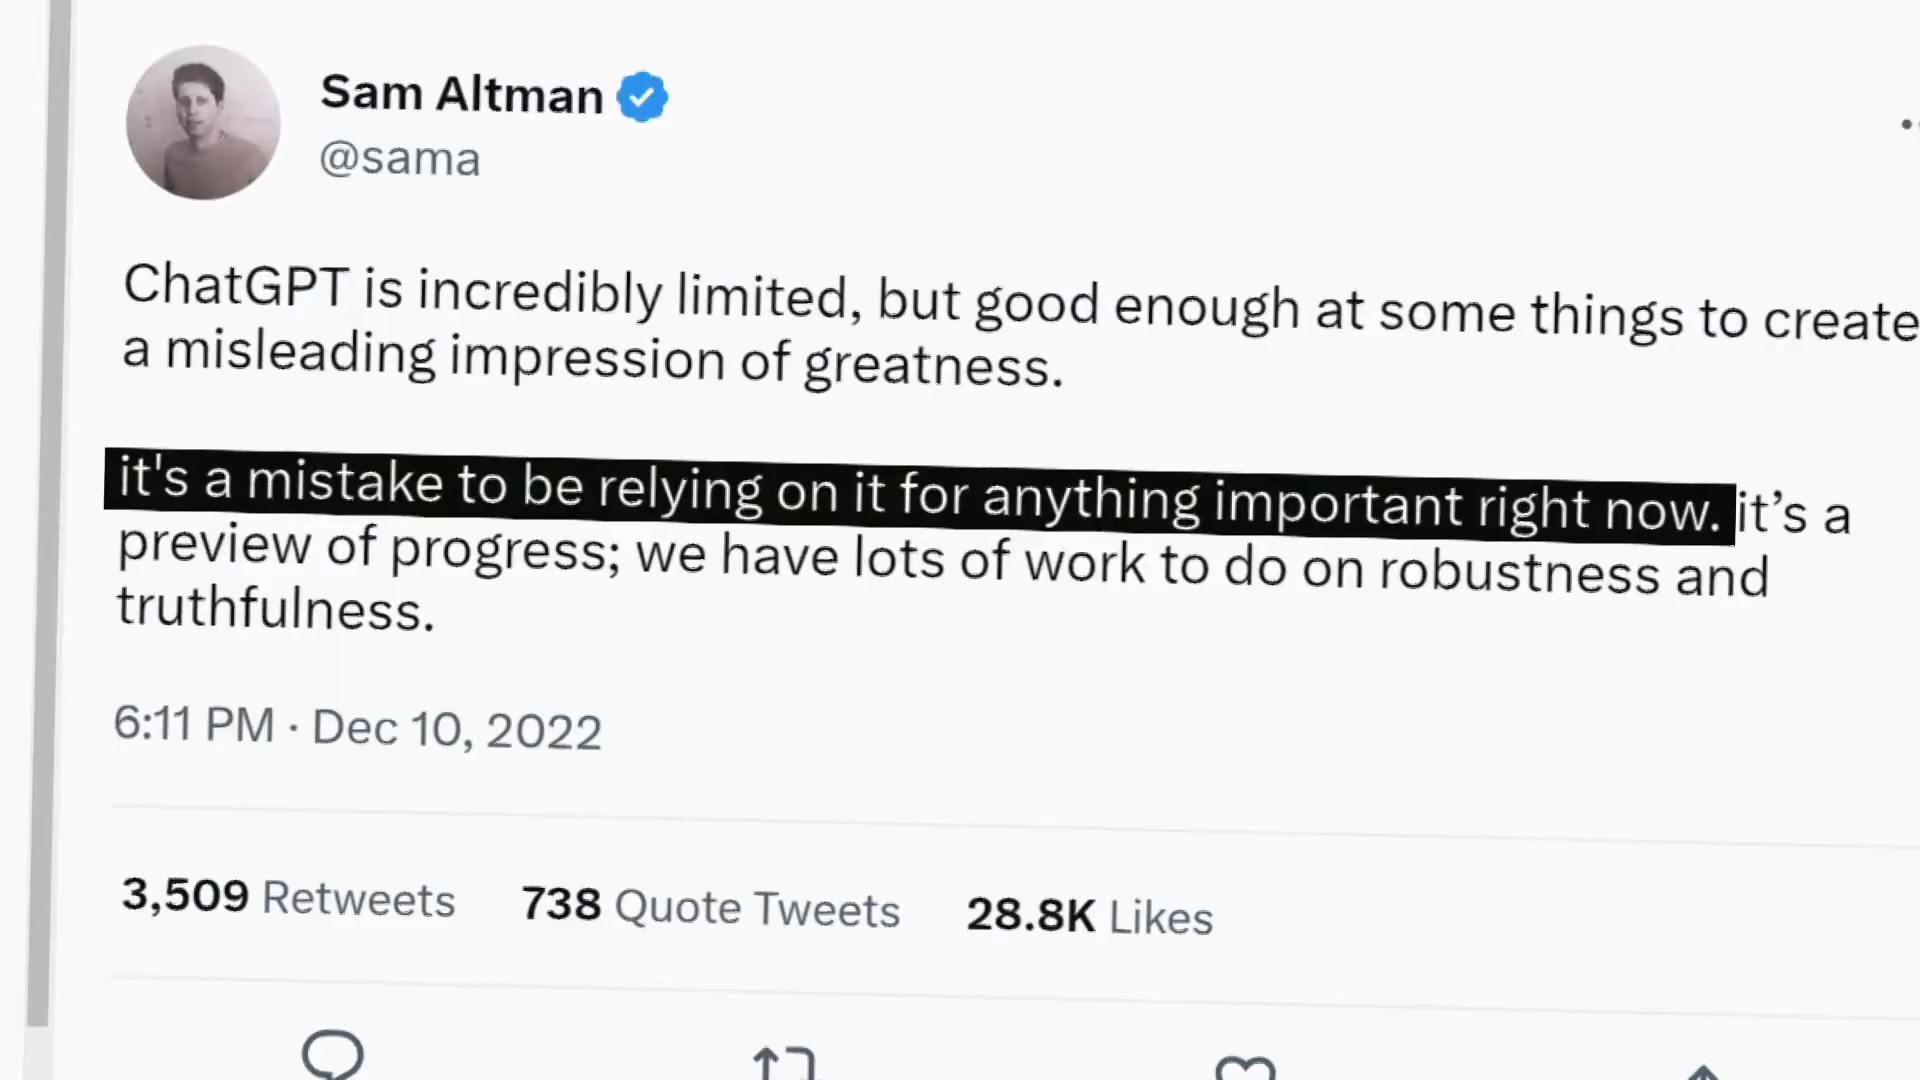 Sam Altman
@sama
ChatGPT is incredibly limited, but good enough at some things to create
a misleading impression of greatness.
it's a mistake to be relying on it for anything important right now. it’s a
preview of progress; we have lots of work to do on robustness and
truthfulness.
6:11 PM · Dec 10, 2022
3,509 Retweets 738 Quote Tweets 28.8K Likes